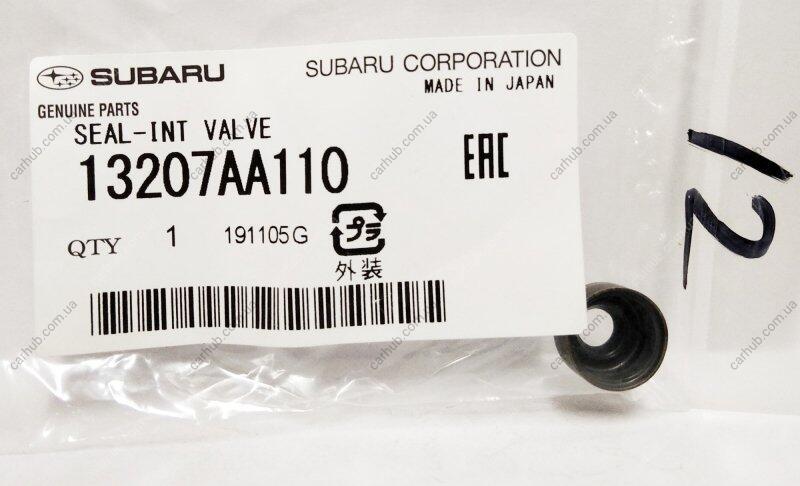 SUBARU
SUBARU CORPORATION
MADE IN JAPAN
GENUINE PARTS
SEAL-INT VALVE
13207AA110
EAC
QTY 1 191105G
プラ
外装
12
carhub.com.ua